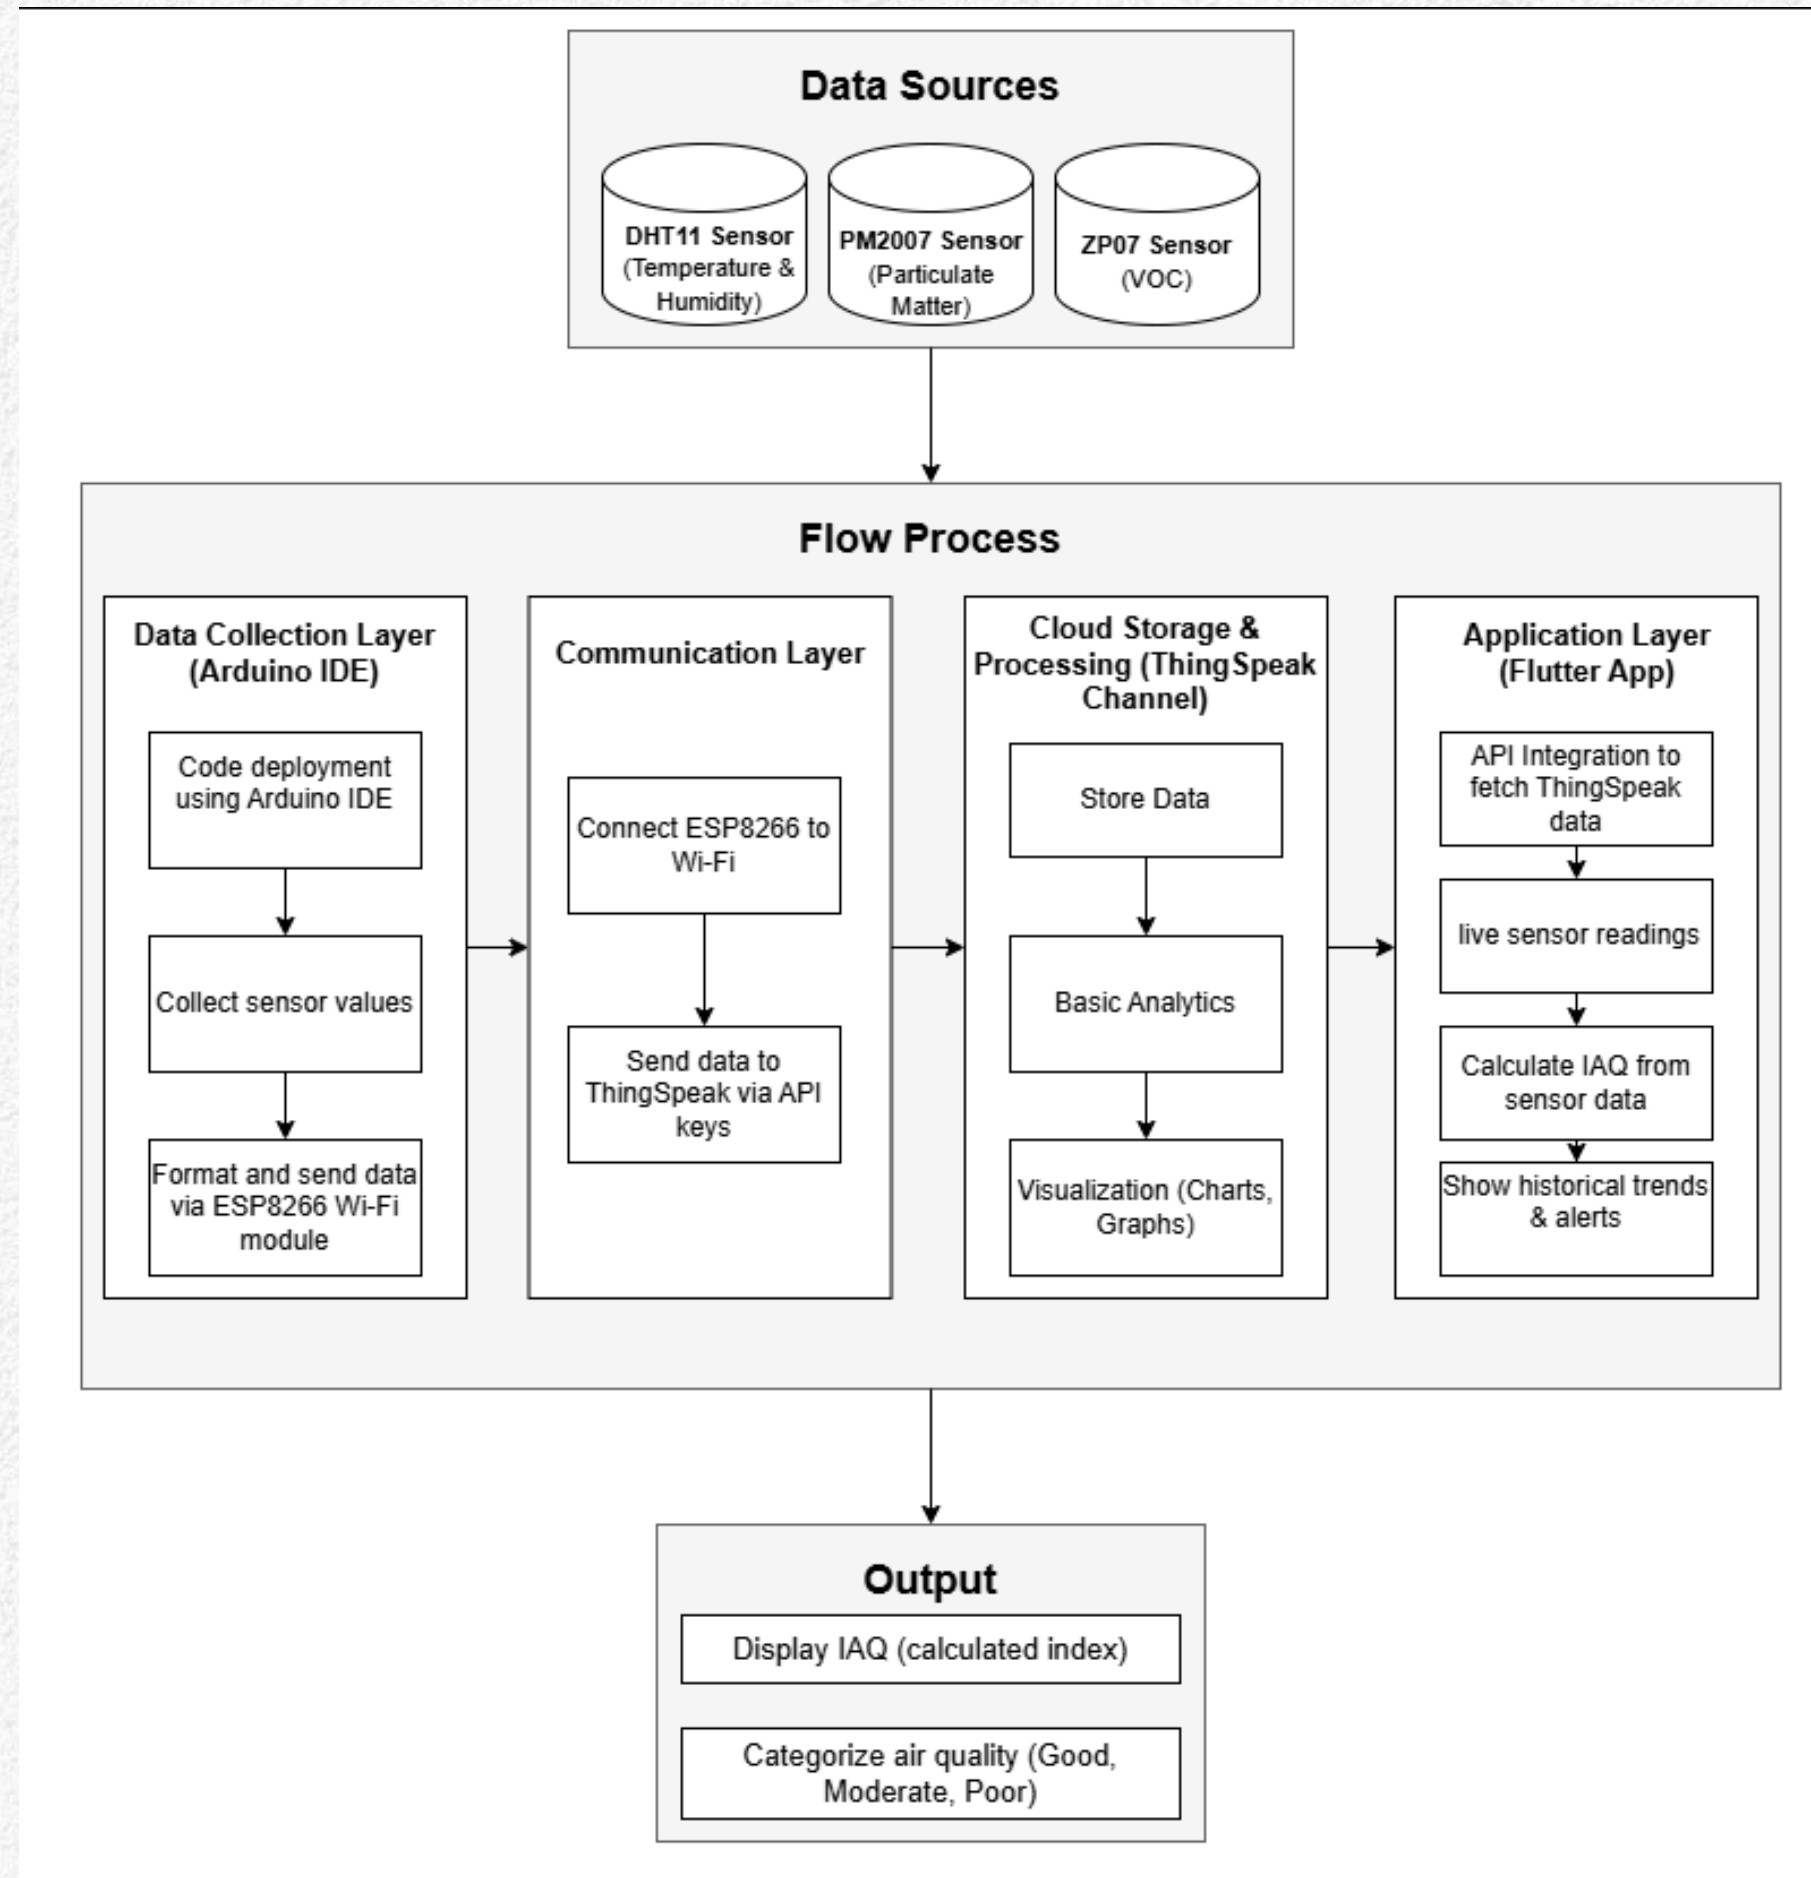 Data Sources
DHT11 Sensor
(Temperature &
Humidity)
PM2007 Sensor
(Particulate
Matter)
ZP07 Sensor
(VOC)
Flow Process
Data Collection Layer
(Arduino IDE)
Code deployment
using Arduino IDE
Collect sensor values
Format and send data
via ESP8266 Wi-Fi
module
Communication Layer
Connect ESP8266 to
Wi-Fi
Send data to
ThingSpeak via API
keys
Cloud Storage &
Processing (ThingSpeak
Channel)
Store Data
Basic Analytics
Visualization (Charts,
Graphs)
Application Layer
(Flutter App)
API Integration to
fetch ThingSpeak
data
live sensor readings
Calculate IAQ from
sensor data
Show historical trends
& alerts
Output
Display IAQ (calculated index)
Categorize air quality (Good,
Moderate, Poor)